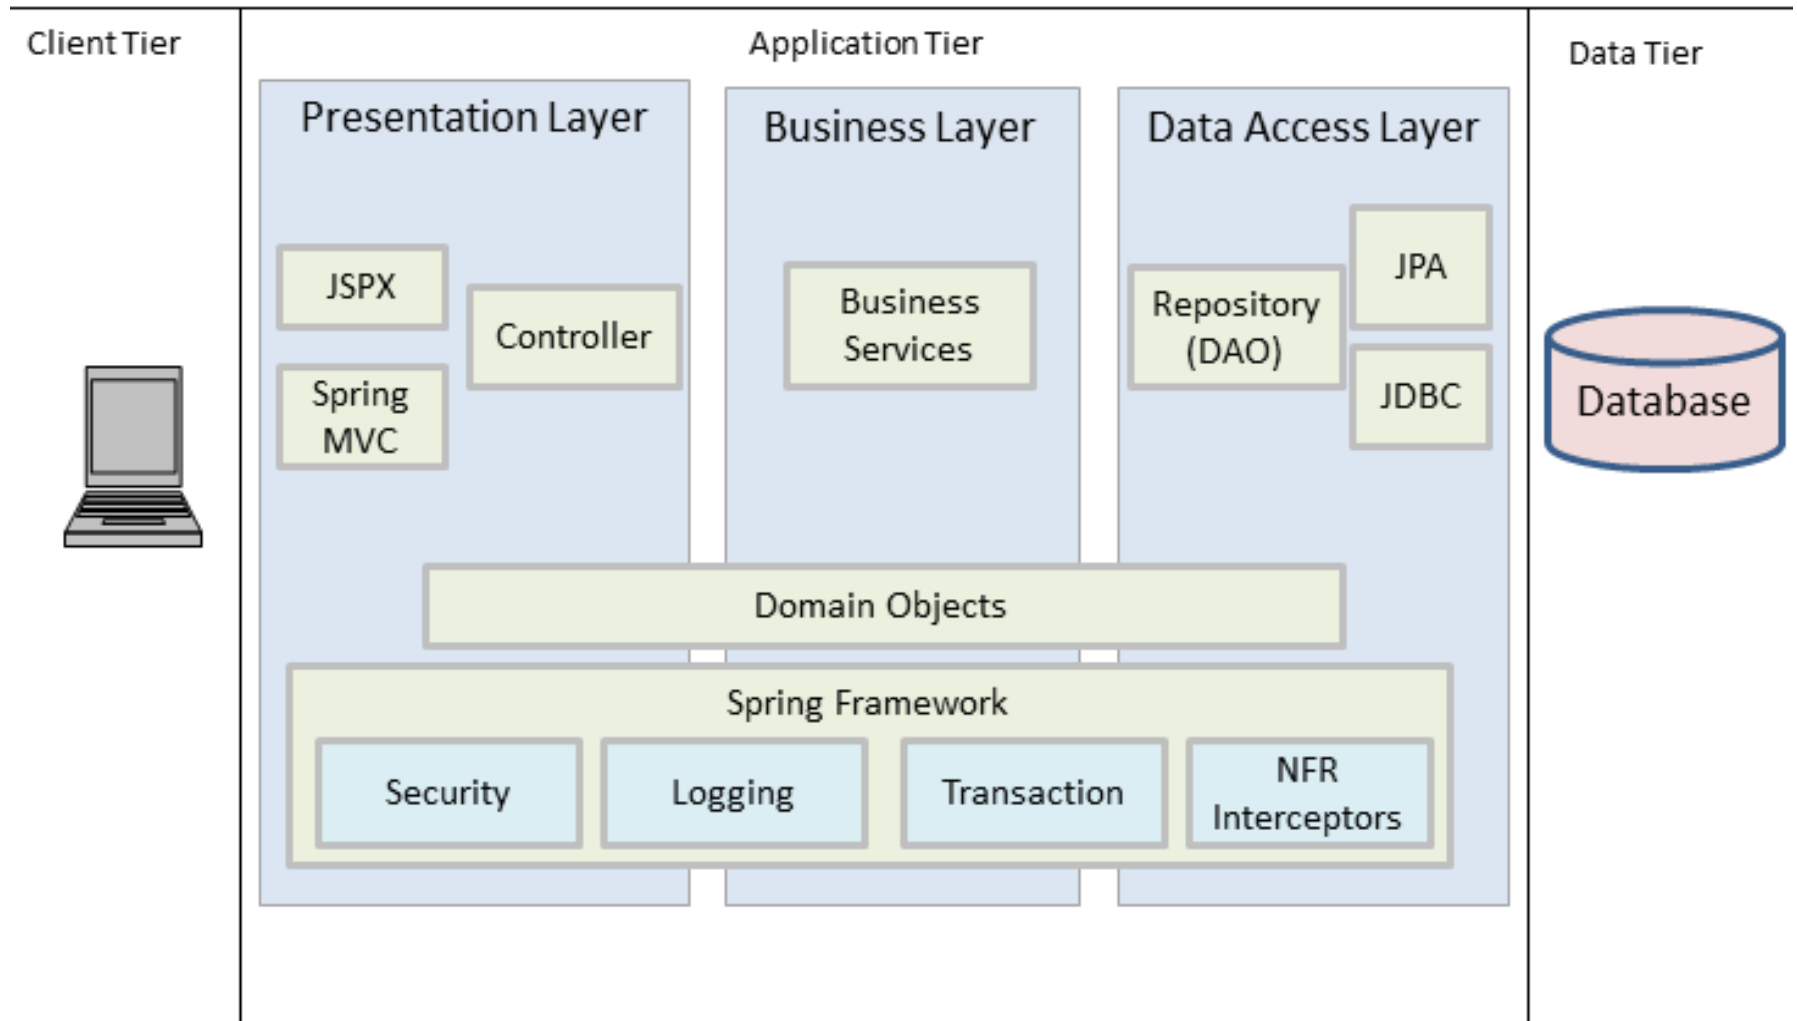 Client Tier
Application Tier
Data Tier
Presentation Layer
Business Layer
Data Access Layer
JSPX
Controller
Spring
MVC
Business
Services
Repository
(DAO)
JPA
JDBC
Database
Domain Objects
Spring Framework
Security
Logging
Transaction
NFR
Interceptors